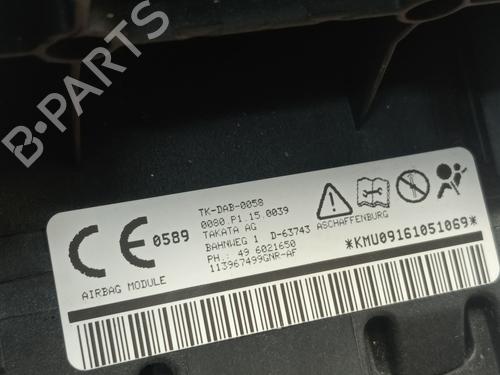 B-PARTS
CE 0589
AIRBAG MODULE
TK-DAB-0058
0080.P1.15.0039
TAKATA AG
BAHNWEG 1 D-63743 ASCHAFFENBURG
PH.: 49 6021650
113967499GNR-AF
*KMU09161051069*